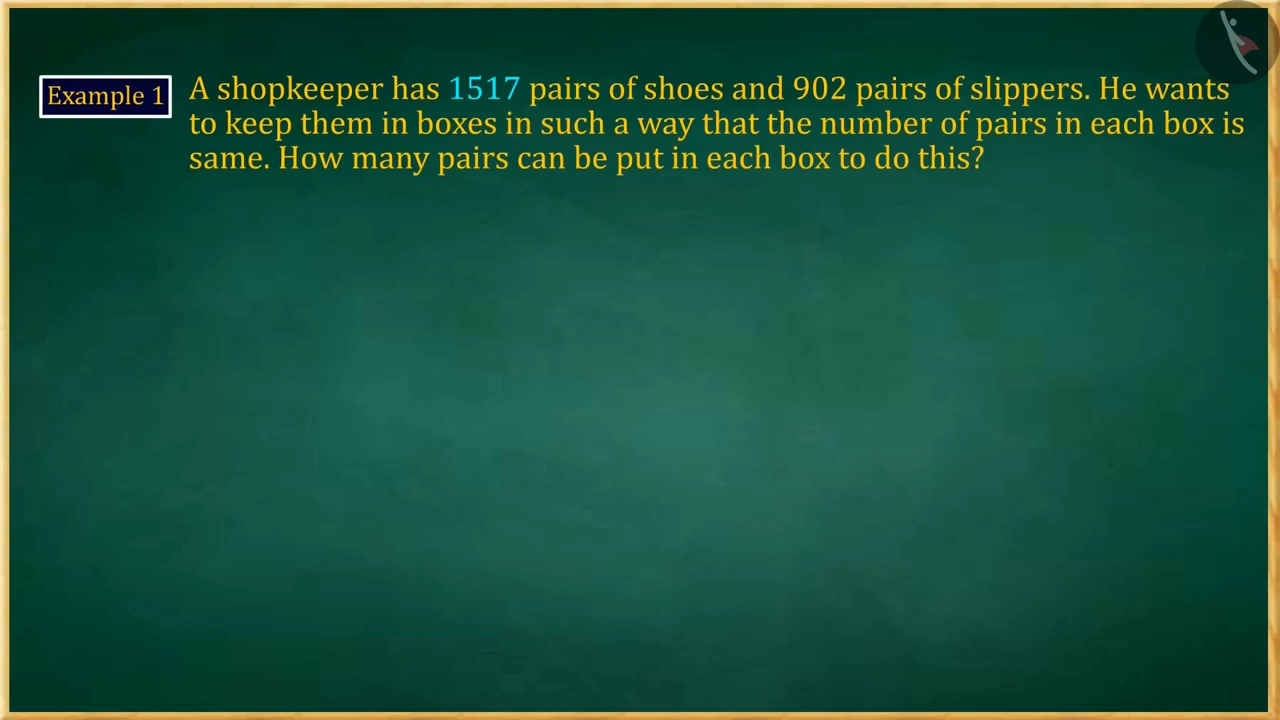 Example 1
A shopkeeper has 1517 pairs of shoes and 902 pairs of slippers. He wants
to keep them in boxes in such a way that the number of pairs in each box is
same. How many pairs can be put in each box to do this?